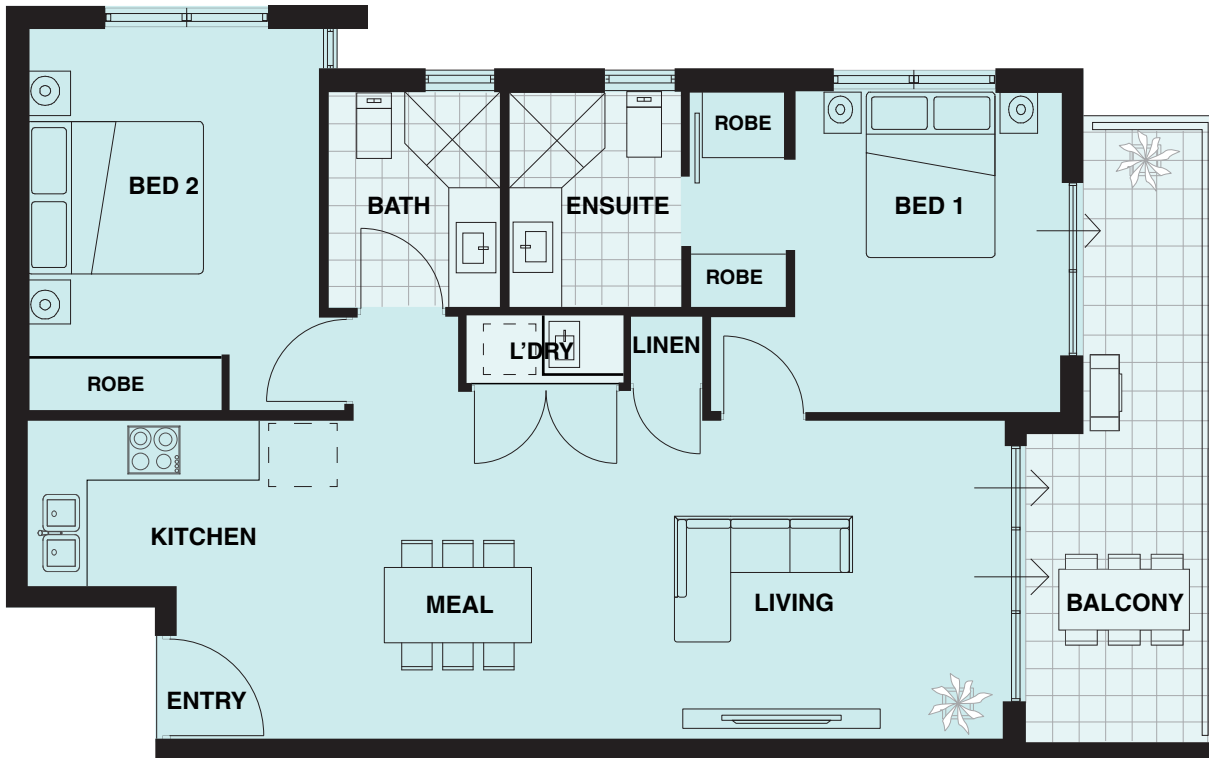 ROBE
BED 2
BATH
ENSUITE
BED 1
ROBE
L'DRY
LINEN
ROBE
KITCHEN
MEAL
LIVING
BALCONY
ENTRY